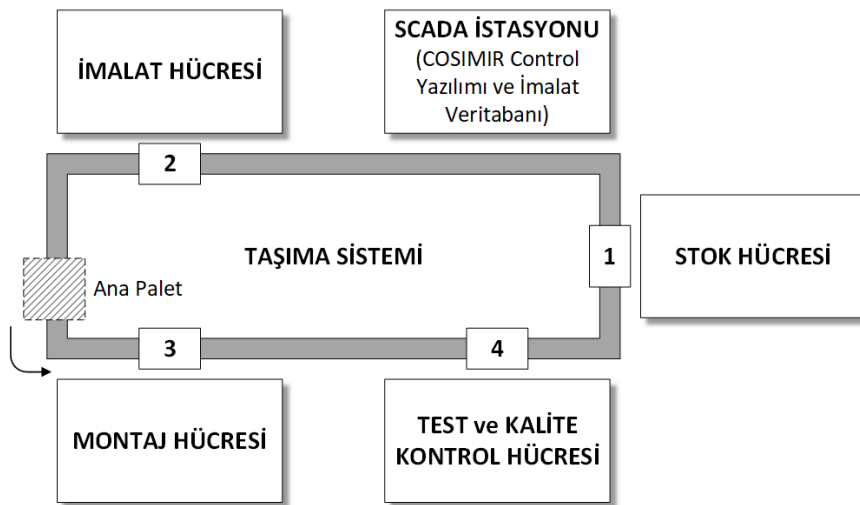 İMALAT HÜCRESİ
SCADA İSTASYONU
(COSIMIR Control
Yazılımı ve İmalat
Veritabanı)
2
TAŞIMA SİSTEMİ
1
STOK HÜCRESİ
Ana Palet
3
4
MONTAJ HÜCRESİ
TEST ve KALİTE
KONTROL HÜCRESİ